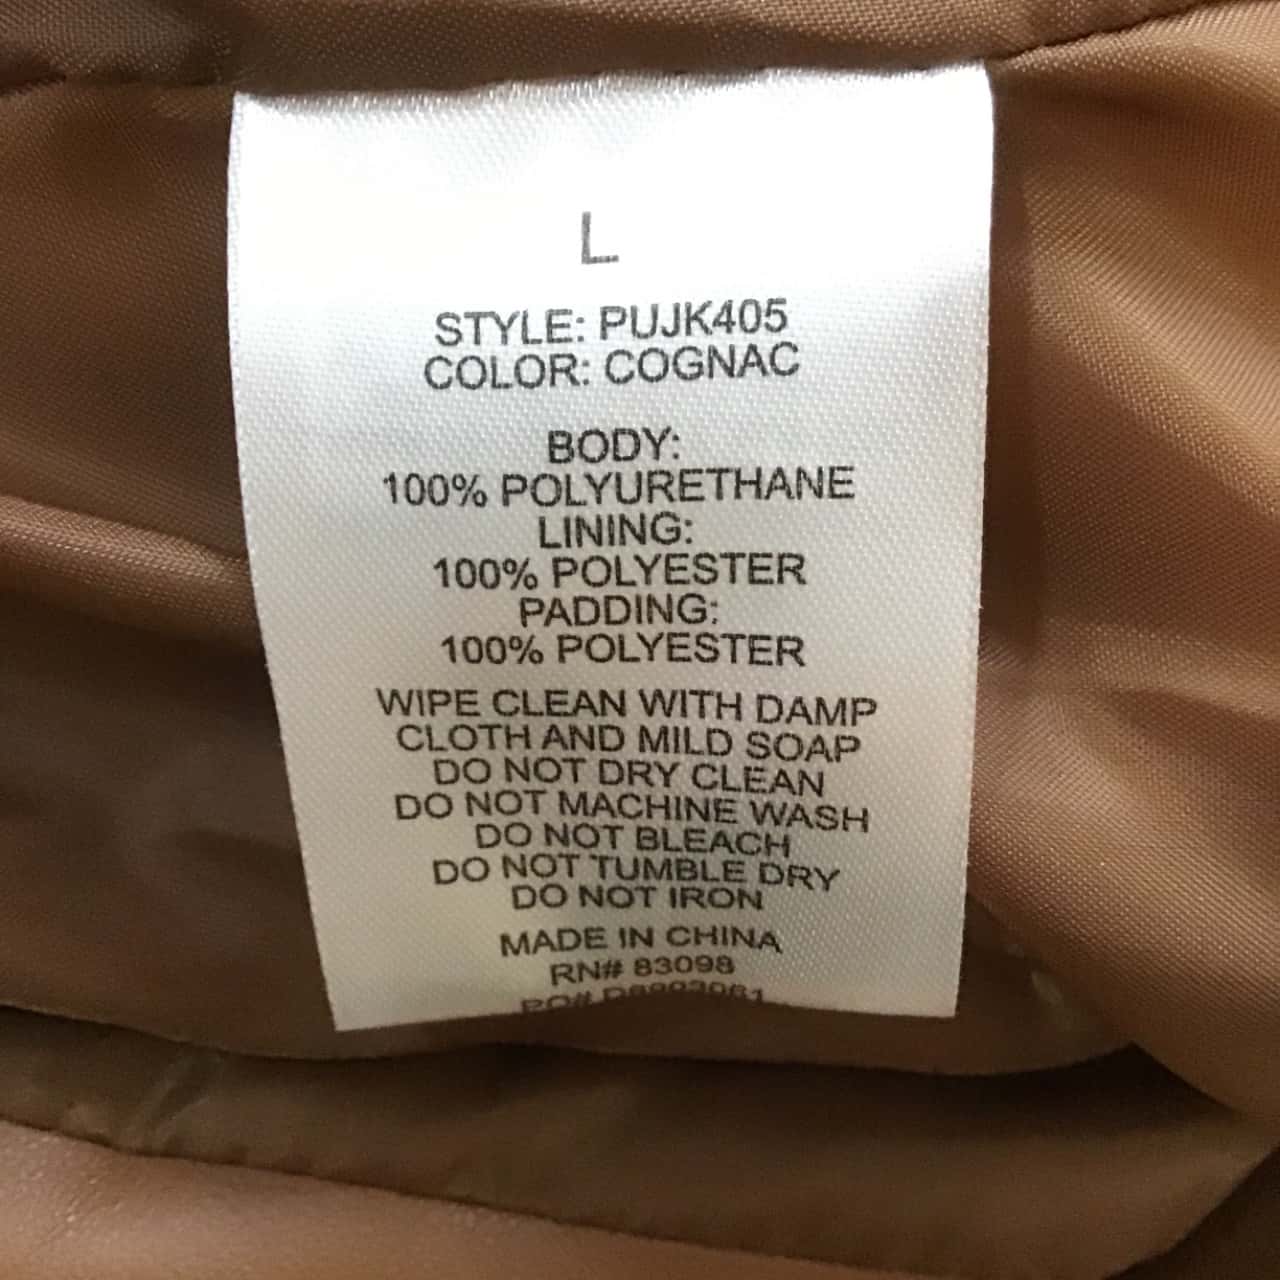 L
STYLE: PUJK405
COLOR: COGNAC
BODY:
100% POLYURETHANE
LINING:
100% POLYESTER
PADDING:
100% POLYESTER
WIPE CLEAN WITH DAMP
CLOTH AND MILD SOAP
DO NOT DRY CLEAN
DO NOT MACHINE WASH
DO NOT BLEACH
DO NOT TUMBLE DRY
DO NOT IRON
MADE IN CHINA
RN# 83098
PO#